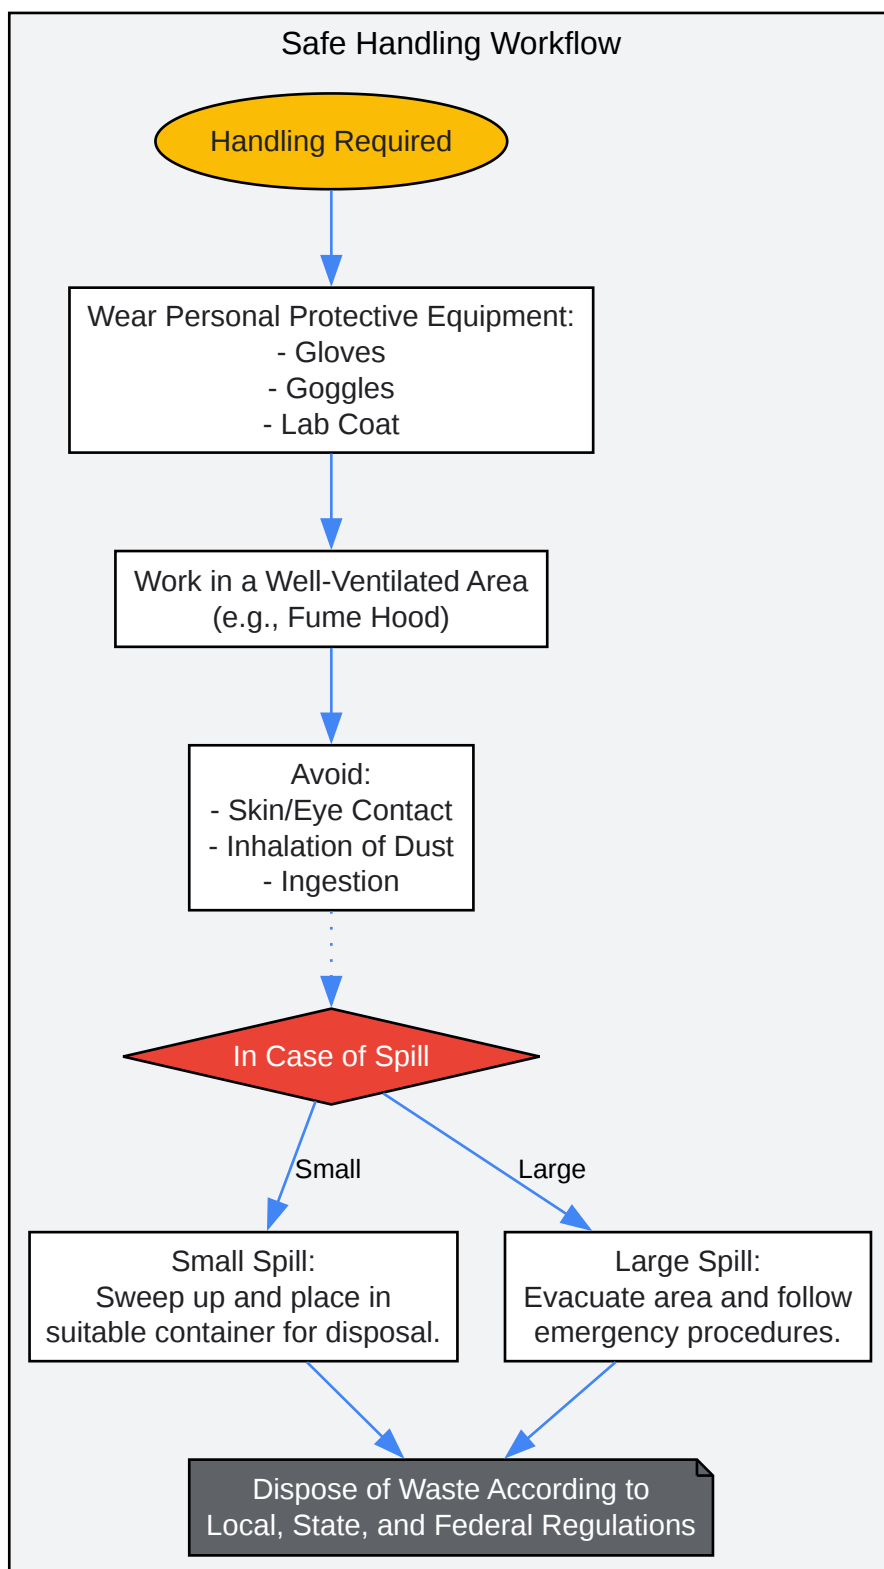 Safe Handling Workflow
Handling Required
Wear Personal Protective Equipment:
- Gloves
- Goggles
- Lab Coat
Work in a Well-Ventilated Area
(e.g., Fume Hood)
Avoid:
- Skin/Eye Contact
- Inhalation of Dust
- Ingestion
In Case of Spill
Small
Large
Small Spill:
Sweep up and place in
suitable container for disposal.
Large Spill:
Evacuate area and follow
emergency procedures.
Dispose of Waste According to
Local, State, and Federal Regulations